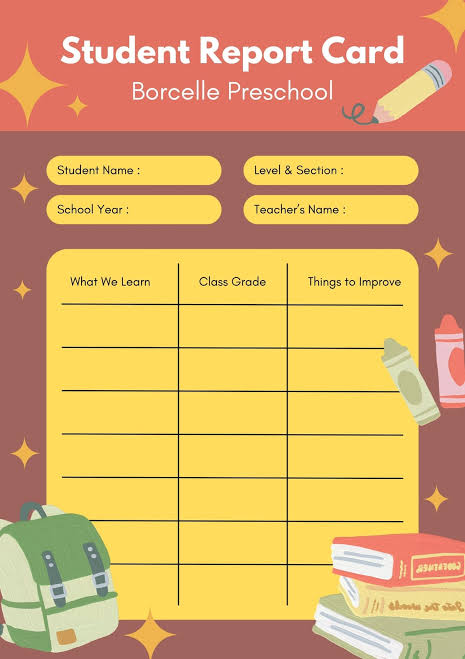 Student Report Card
Borcelle Preschool
Student Name :
Level & Section :
School Year :
Teacher's Name :
What We Learn
Class Grade
Things to Improve